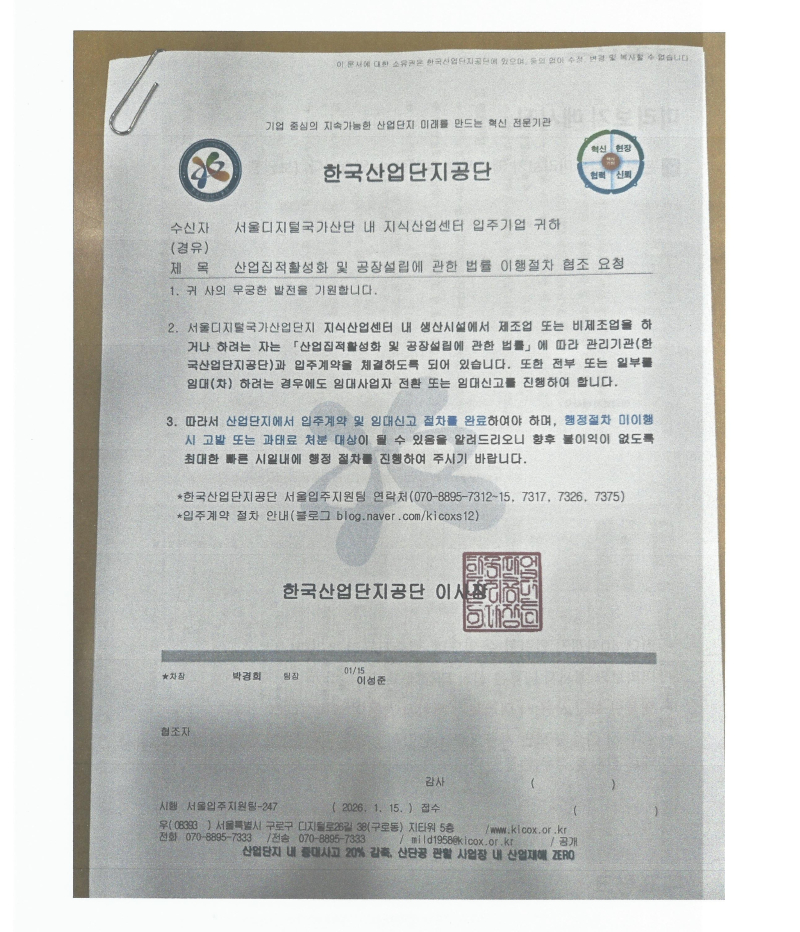 이 문서에 대한 소유권은 한국산업단지공단에 있으며, 동의 없이 수정, 변경 및 복사할 수 없습니다
기업 중심의 지속가능한 산업단지 미래를 만드는 혁신 전문기관
한국산업단지공단
혁신 현장
협력 신뢰
수신자 서울디지털국가산단 내 지식산업센터 입주기업 귀하
(경유)
제 목 산업집적활성화 및 공장설립에 관한 법률 이행절차 협조 요청
1. 귀 사의 무궁한 발전을 기원합니다.
2. 서울디지털국가산업단지 지식산업센터 내 생산시설에서 제조업 또는 비제조업을 하
거나 하려는 자는 「산업집적활성화 및 공장설립에 관한 법률」에 따라 관리기관(한
국산업단지공단)과 입주계약을 체결하도록 되어 있습니다. 또한 전부 또는 일부를
임대(차) 하려는 경우에도 임대사업자 전환 또는 임대신고를 진행하여 합니다.
3. 따라서 산업단지에서 입주계약 및 임대신고 절차를 완료하여야 하며, 행정절차 미이행
시 고발 또는 과태료 처분 대상이 될 수 있음을 알려드리오니 향후 불이익이 없도록
최대한 빠른 시일내에 행정 절차를 진행하여 주시기 바랍니다.
*한국산업단지공단 서울입주지원팀 연락처(070-8895-7312~15, 7317, 7326, 7375)
*입주계약 절차 안내(블로그 blog.naver.com/kicoxs12)
한국산업단지공단 이사장
★차장 박경희 팀장 01/15 이성준
협조자
감사 ( )
시행 서울입주지원팀-247 ( 2026. 1. 15. ) 접수 ( )
우( 08393 ) 서울특별시 구로구 디지털로26길 38(구로동) 지타워 5층 /www.kicox.or.kr
전화 070-8895-7333 /전송 070-8895-7333 / mild1958@kicox.or.kr / 공개
산업단지 내 중대사고 20% 감축, 산단공 관할 사업장 내 산업재해 ZERO